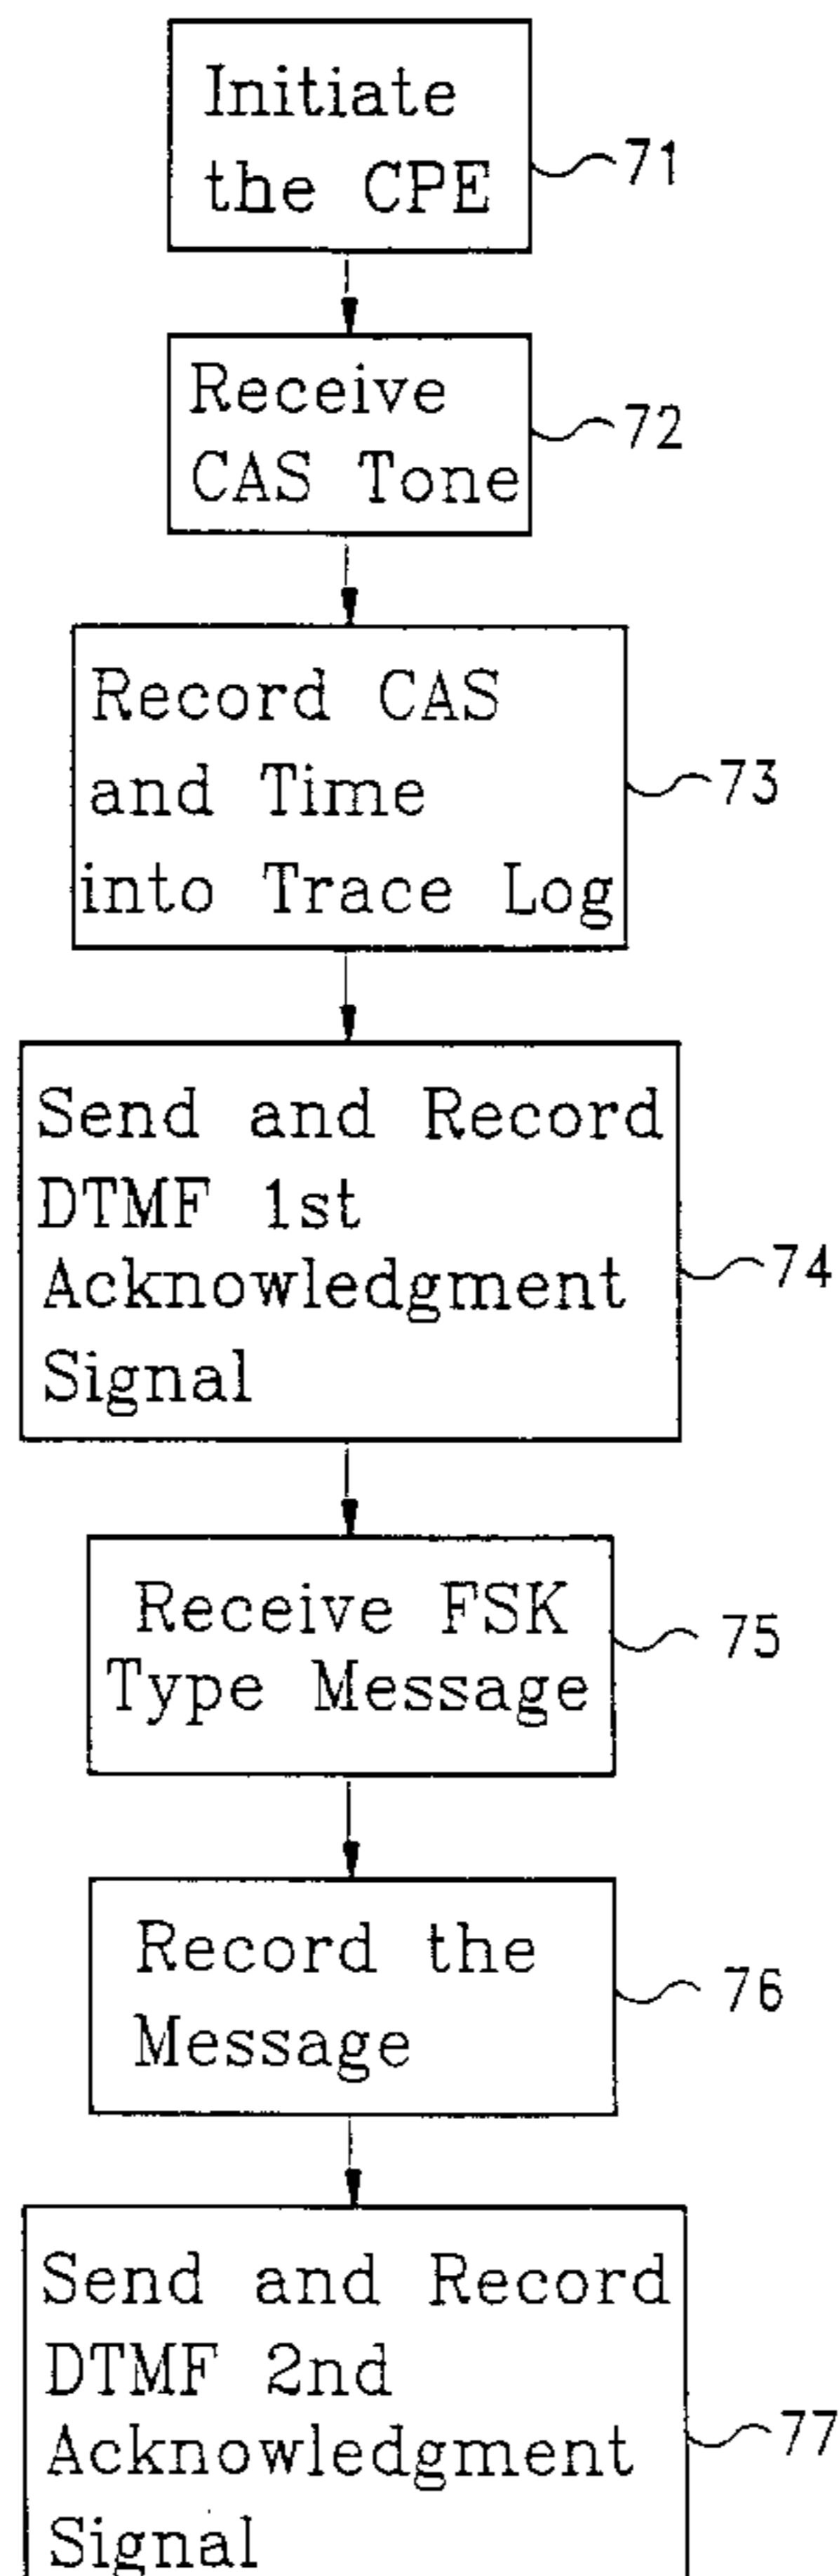 Initiate
the CPE
71
Receive
CAS Tone
72
Record CAS
and Time
into Trace Log
73
Send and Record
DTMF 1st
Acknowledgment
Signal
74
Receive FSK
Type Message
75
Record the
Message
76
Send and Record
DTMF 2nd
Acknowledgment
Signal
77